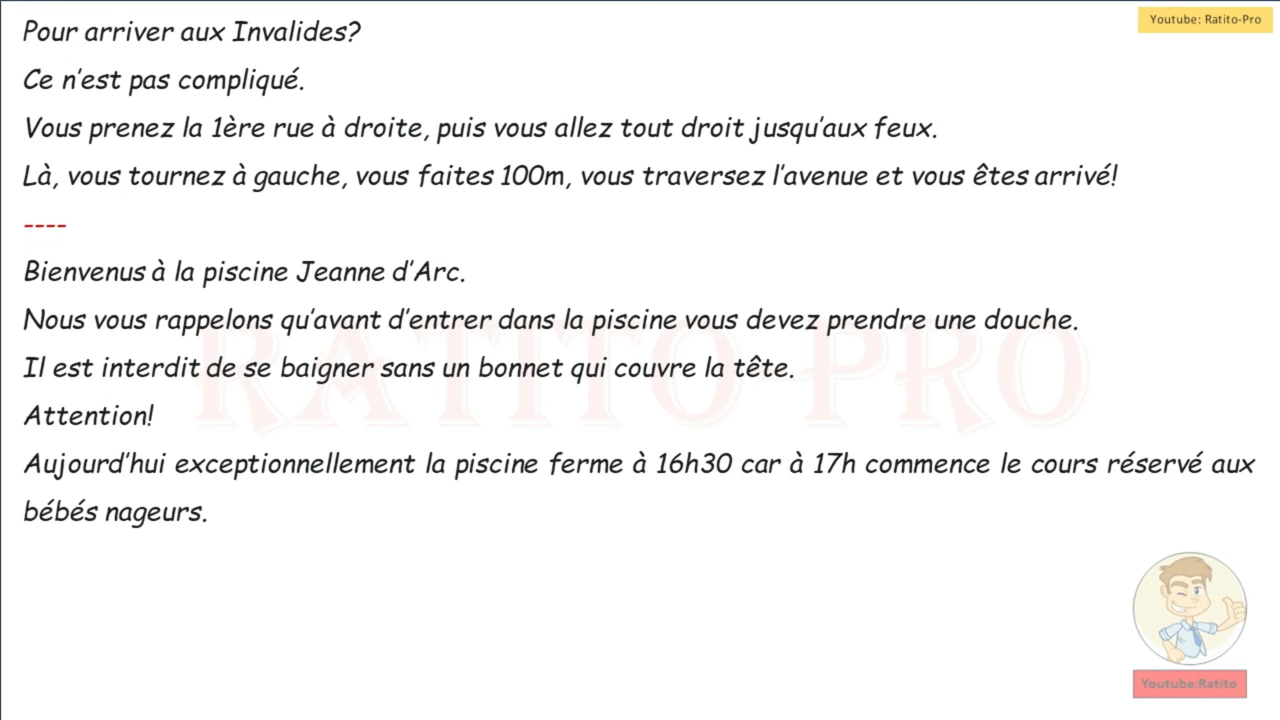 Youtube: Ratito-Pro
Pour arriver aux Invalides?
Ce n'est pas compliqué.
Vous prenez la 1ère rue à droite, puis vous allez tout droit jusqu'aux feux.
Là, vous tournez à gauche, vous faites 100m, vous traversez l'avenue et vous êtes arrivé!
----
Bienvenus à la piscine Jeanne d'Arc.
Nous vous rappelons qu'avant d'entrer dans la piscine vous devez prendre une douche.
RATITO-PRO
Il est interdit de se baigner sans un bonnet qui couvre la tête.
Attention!
Aujourd'hui exceptionnellement la piscine ferme à 16h30 car à 17h commence le cours réservé aux
bébés nageurs.
Youtube:Ratito